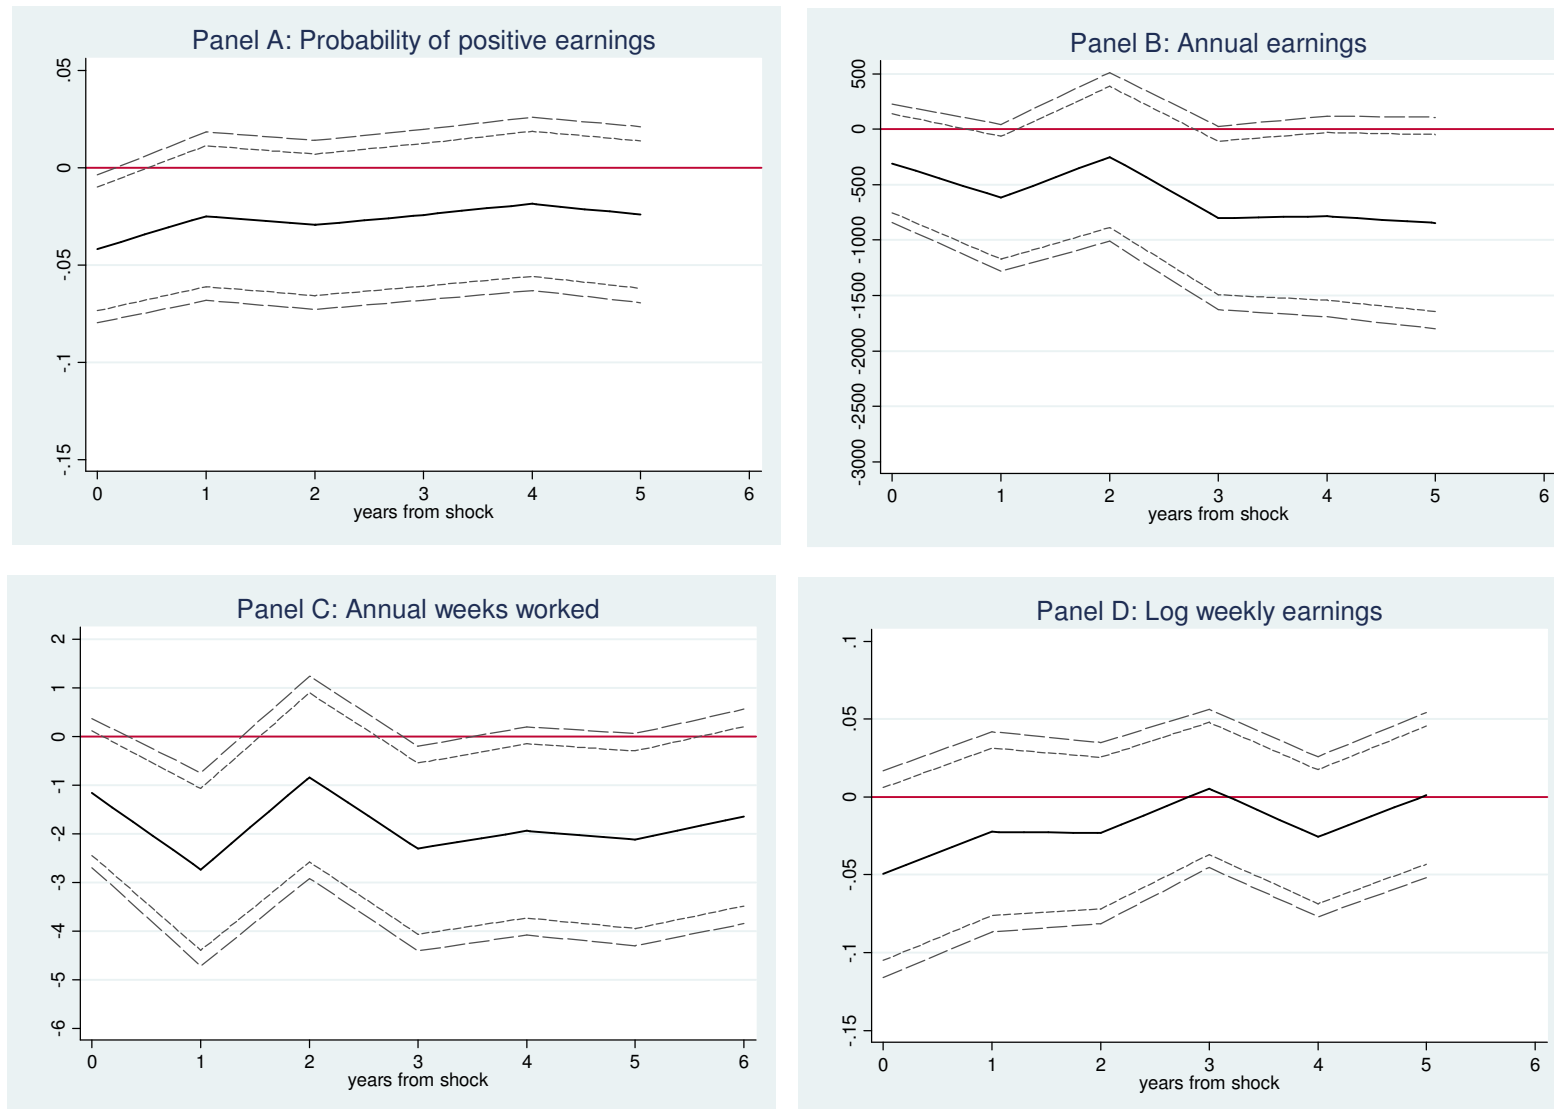 Panel A: Probability of positive earnings
.05
0
-.05
-.1
-.15
0 1 2 3 4 5 6
years from shock
Panel B: Annual earnings
500
0
-500
-1000
-1500
-2000
-2500
-3000
0 1 2 3 4 5 6
years from shock
Panel C: Annual weeks worked
2
1
0
-1
-2
-3
-4
-5
-6
0 1 2 3 4 5 6
years from shock
Panel D: Log weekly earnings
.1
.05
0
-.05
-.1
-.15
0 1 2 3 4 5 6
years from shock